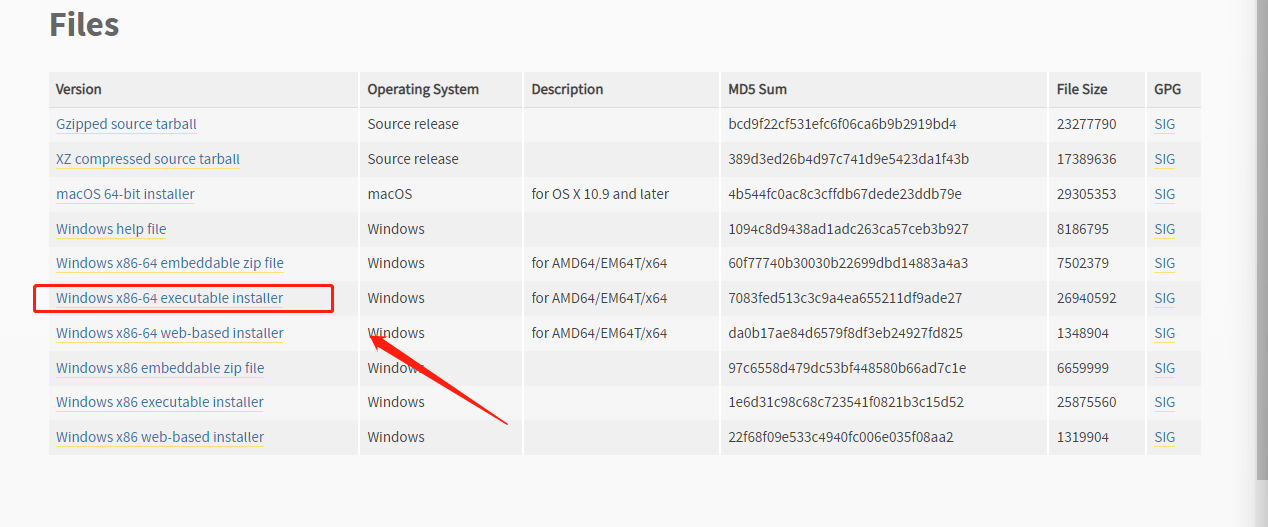 Files
Version Operating System Description MD5 Sum File Size GPG
Gzipped source tarball Source release bcd9f22cf531efc6f06ca6b9b2919bd4 23277790 SIG
XZ compressed source tarball Source release 389d3ed26b4d97c741d9e5423da1f43b 17389636 SIG
macOS 64-bit installer macOS for OS X 10.9 and later 4b544fc0ac8c3cffdb67dede23ddb79e 29305353 SIG
Windows help file Windows 1094c8d9438ad1adc263ca57ceb3b927 8186795 SIG
Windows x86-64 embeddable zip file Windows for AMD64/EM64T/x64 60f77740b30030b22699dbd14883a4a3 7502379 SIG
Windows x86-64 executable installer Windows for AMD64/EM64T/x64 7083fed513c3c9a4ea655211df9ade27 26940592 SIG
Windows x86-64 web-based installer Windows for AMD64/EM64T/x64 da0b17ae84d6579f8df3eb24927fd825 1348904 SIG
Windows x86 embeddable zip file Windows 97c6558d479dc53bf448580b66ad7c1e 6659999 SIG
Windows x86 executable installer Windows 1e6d31c98c68c723541f0821b3c15d52 25875560 SIG
Windows x86 web-based installer Windows 22f68f09e533c4940fc006e035f08aa2 1319904 SIG